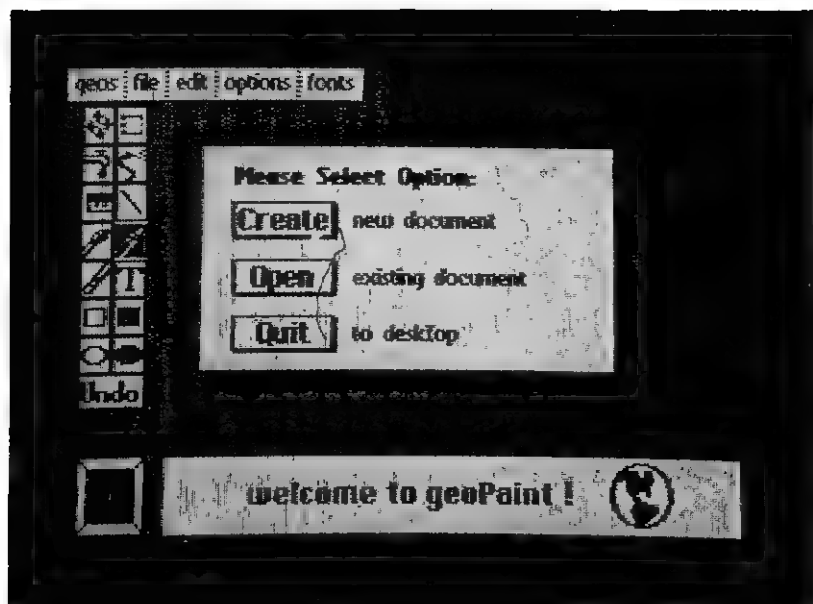 geos file edit options fonts
Please Select Option:
Create new document
Open existing document
Quit to deskTop
T
Undo
welcome to geoPaint !